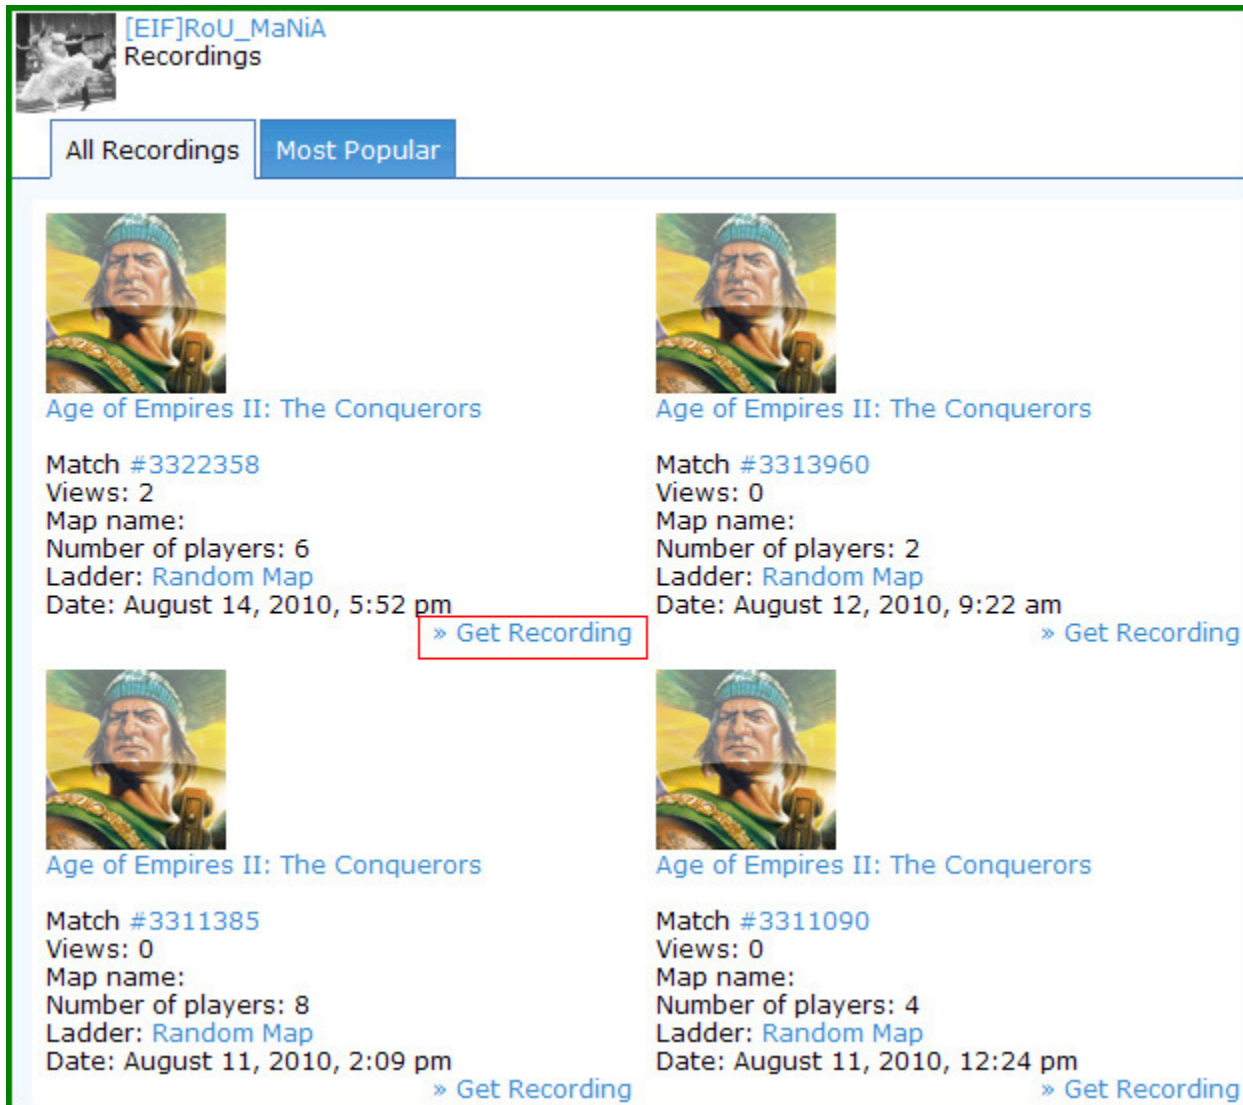 [EIF]RoU_MaNiA
Recordings
All Recordings
Most Popular
Age of Empires II: The Conquerors
Match #3322358
Views: 2
Map name:
Number of players: 6
Ladder: Random Map
Date: August 14, 2010, 5:52 pm
» Get Recording
Age of Empires II: The Conquerors
Match #3313960
Views: 0
Map name:
Number of players: 2
Ladder: Random Map
Date: August 12, 2010, 9:22 am
» Get Recording
Age of Empires II: The Conquerors
Match #3311385
Views: 0
Map name:
Number of players: 8
Ladder: Random Map
Date: August 11, 2010, 2:09 pm
» Get Recording
Age of Empires II: The Conquerors
Match #3311090
Views: 0
Map name:
Number of players: 4
Ladder: Random Map
Date: August 11, 2010, 12:24 pm
» Get Recording